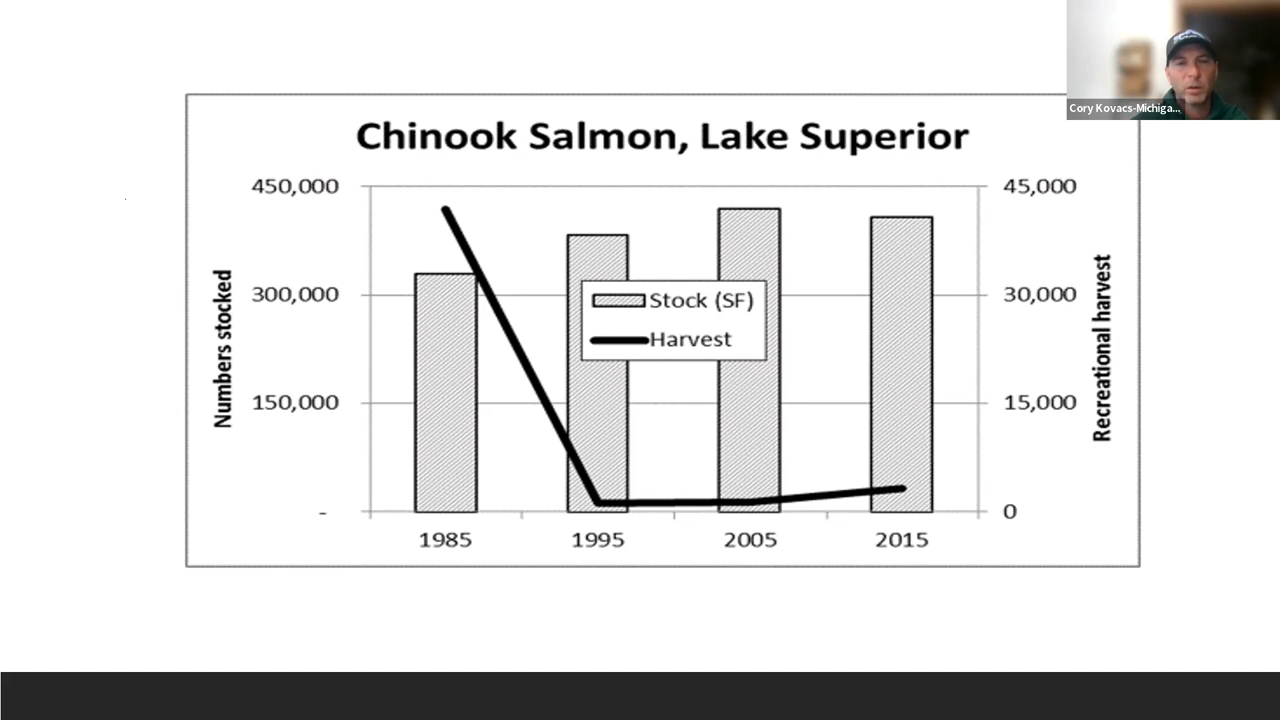 Cory Kovacs-Michiga...
Chinook Salmon, Lake Superior
450,000
300,000
150,000
-
Numbers stocked
45,000
30,000
15,000
0
Recreational harvest
Stock (SF)
Harvest
1985 1995 2005 2015